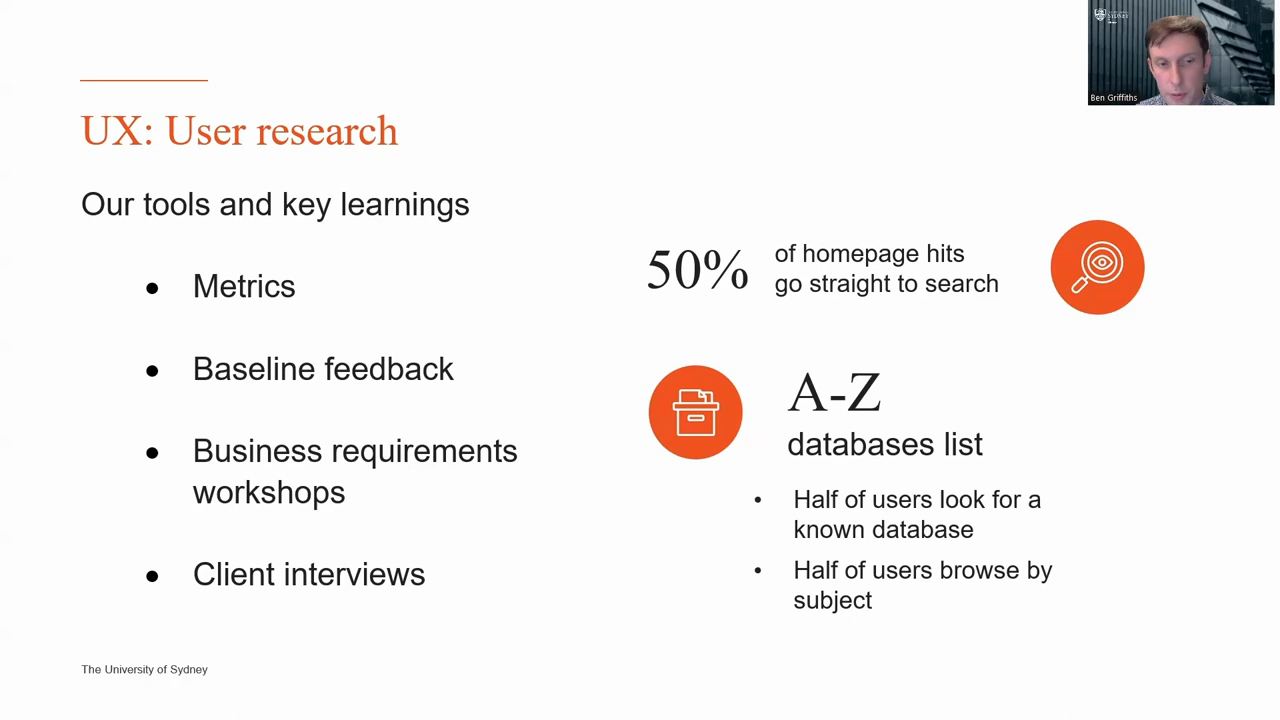 UX: User research
Our tools and key learnings
● Metrics
● Baseline feedback
● Business requirements
workshops
● Client interviews
50%
of homepage hits
go straight to search
A-Z
databases list
• Half of users look for a
known database
• Half of users browse by
subject
The University of Sydney
SYDNEY
Ben Griffiths